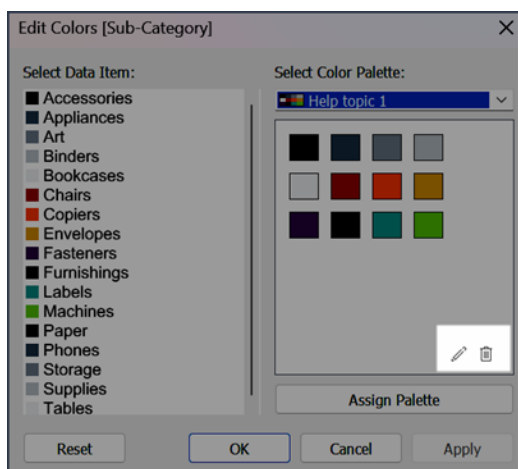 Edit Colors [Sub-Category]
Select Data Item:
Accessories
Appliances
Art
Binders
Bookcases
Chairs
Copiers
Envelopes
Fasteners
Furnishings
Labels
Machines
Paper
Phones
Storage
Supplies
Tables
Select Color Palette:
Help topic 1
Assign Palette
Reset
OK
Cancel
Apply